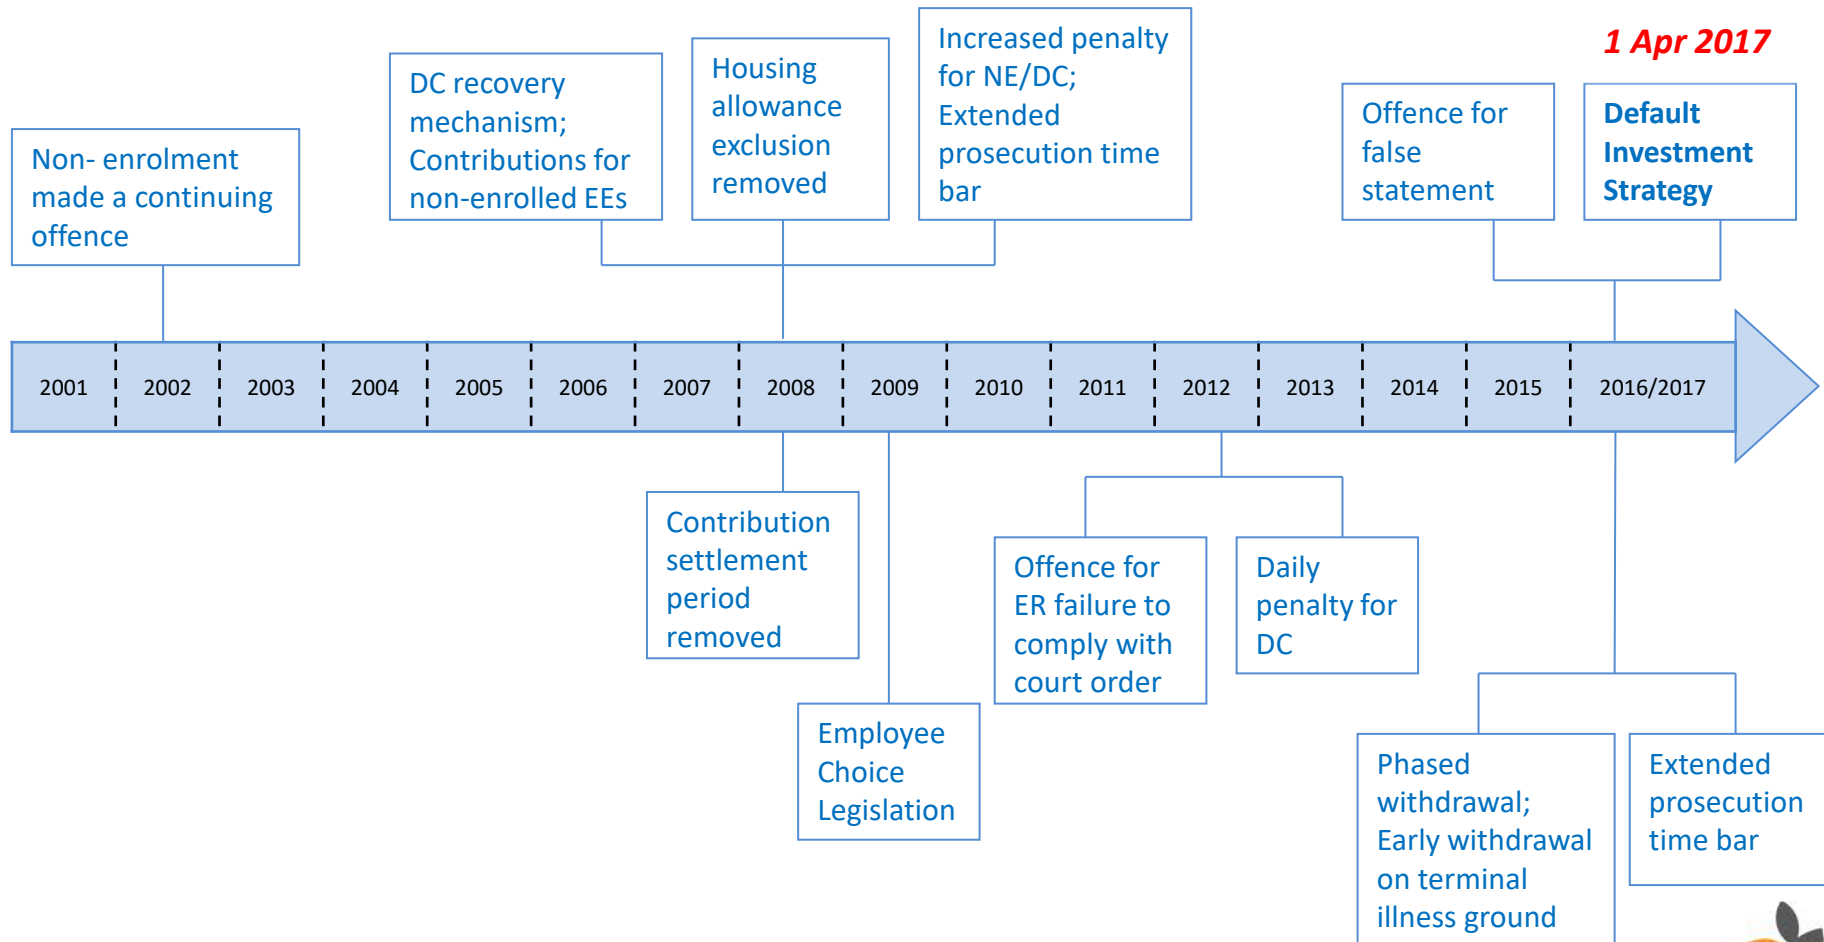 1 Apr 2017
Non- enrolment
made a continuing
offence
DC recovery
mechanism;
Contributions for
non-enrolled EEs
Housing
allowance
exclusion
removed
Increased penalty
for NE/DC;
Extended
prosecution time
bar
Offence for
false
statement
Default
Investment
Strategy
2001
2002
2003
2004
2005
2006
2007
2008
2009
2010
2011
2012
2013
2014
2015
2016/2017
Contribution
settlement
period
removed
Employee
Choice
Legislation
Offence for
ER failure to
comply with
court order
Daily
penalty for
DC
Phased
withdrawal;
Early withdrawal
on terminal
illness ground
Extended
prosecution
time bar